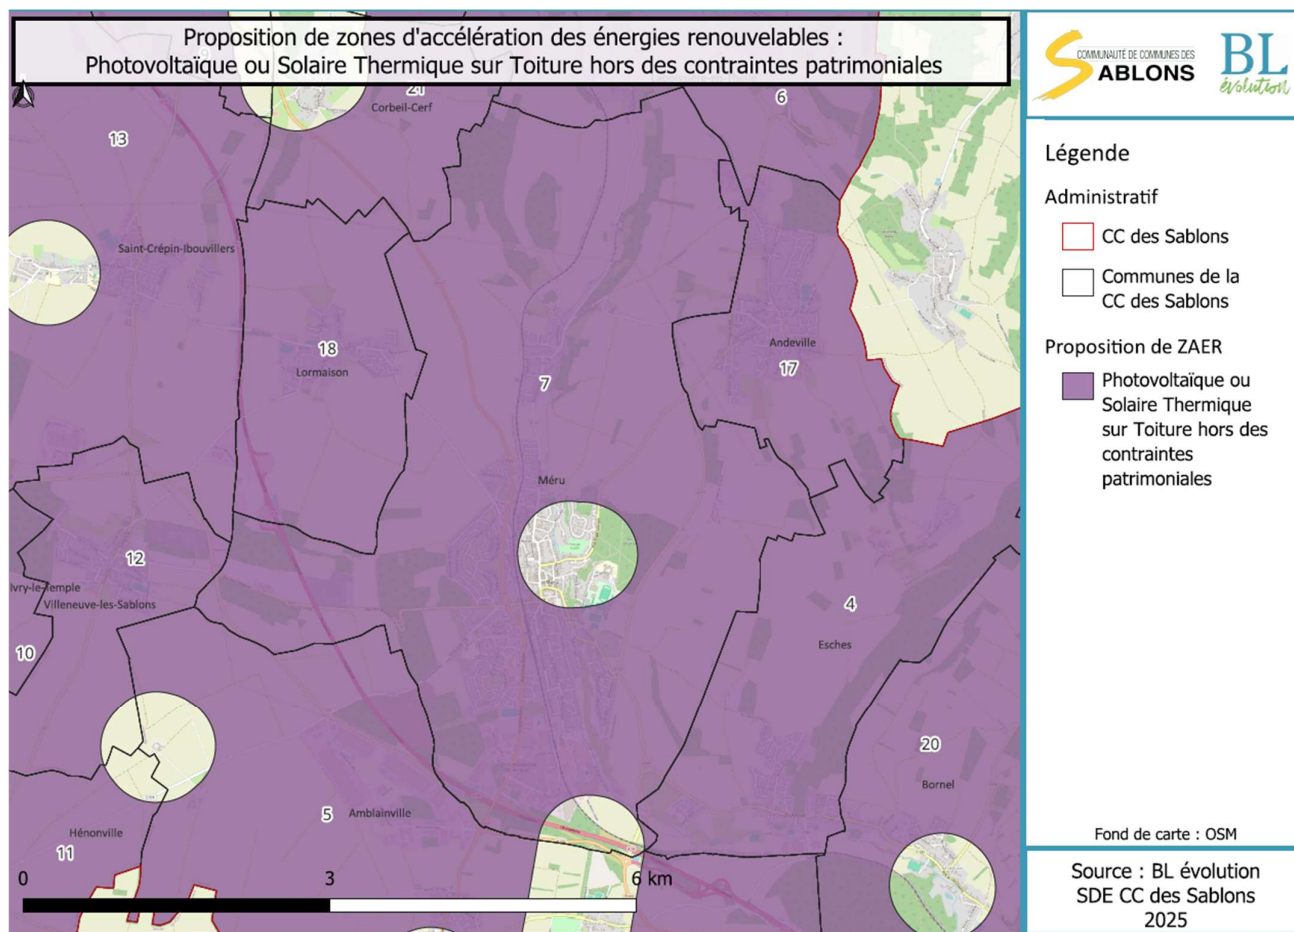 Proposition de zones d'accélération des énergies renouvelables :
Photovoltaïque ou Solaire Thermique sur Toiture hors des contraintes patrimoniales
COMMUNAUTÉ DE COMMUNES DES
SABLONS
BL
évolution
Légende
Administratif
CC des Sablons
Communes de la
CC des Sablons
Proposition de ZAER
Photovoltaïque ou
Solaire Thermique
sur Toiture hors des
contraintes
patrimoniales
Fond de carte : OSM
Source : BL évolution
SDE CC des Sablons
2025
21
Corbeil-Cerf
6
13
Saint-Crépin-Ibouvillers
18
Lormaison
7
Andeville
17
Méru
12
Ivry-le-Temple
Villeneuve-les-Sablons
10
4
Esches
20
Bornel
5
Amblainville
Hénonville
11
0 3 6 km